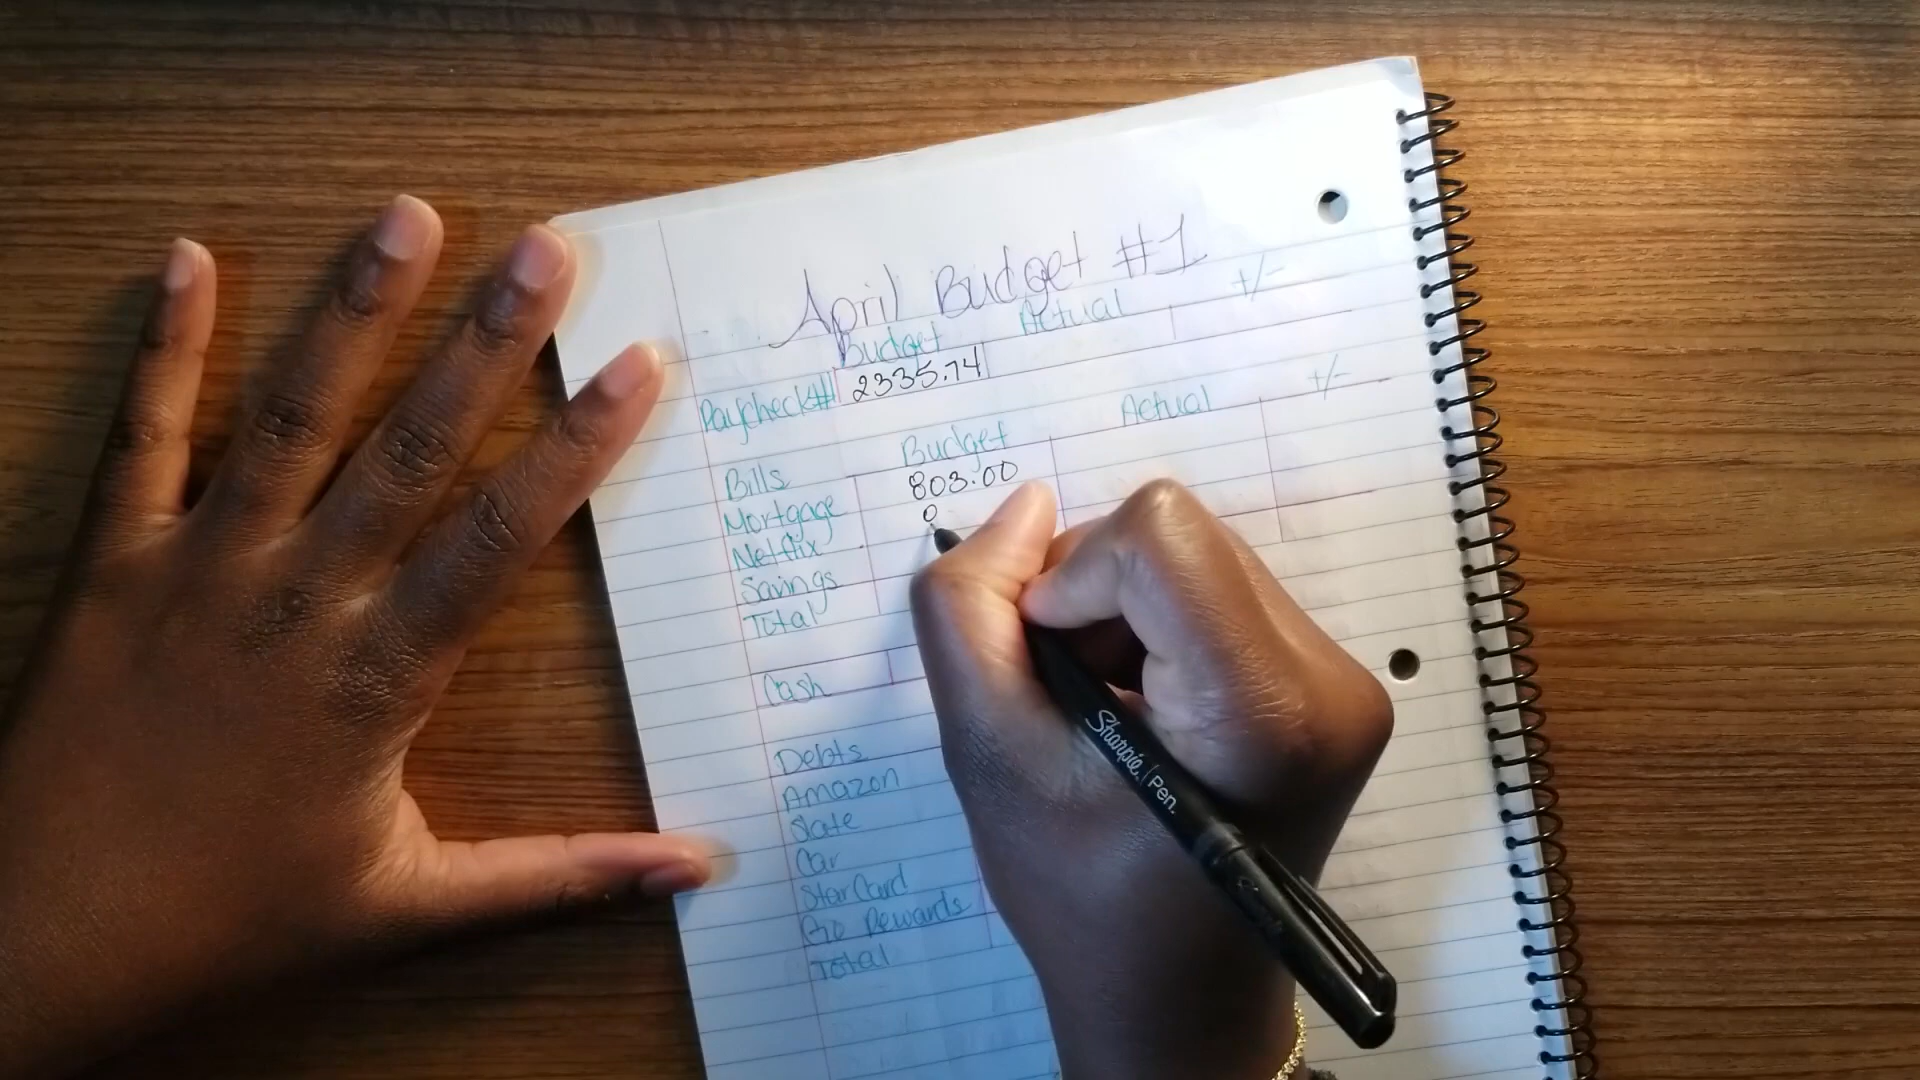 April Budget #1
Budget Actual +/-
Paycheck#1 2335.74
Budget Actual +/-
Bills
Mortgage 803.00
Netflix 0
Savings
Total
Cash
Debts
Amazon
Slate
Car
StarCard
Go Rewards
Total
Sharpie. Pen.